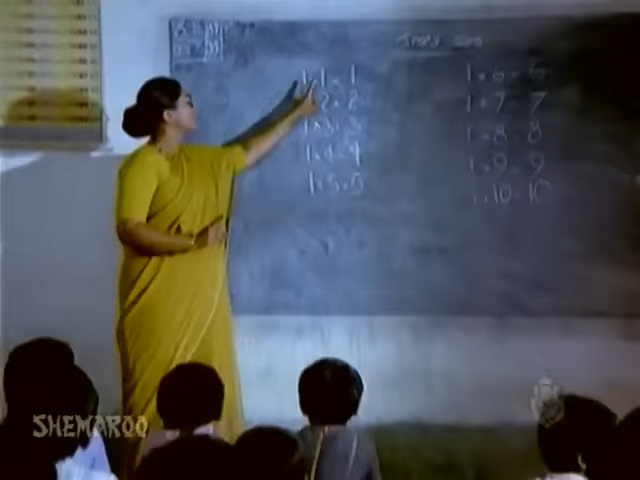 1 × 1 = 1
1 × 2 = 2
1 × 3 = 3
1 × 4 = 4
1 × 5 = 5
1 × 6 = 6
1 × 7 = 7
1 × 8 = 8
1 × 9 = 9
1 × 10 = 10
SHEMAROO